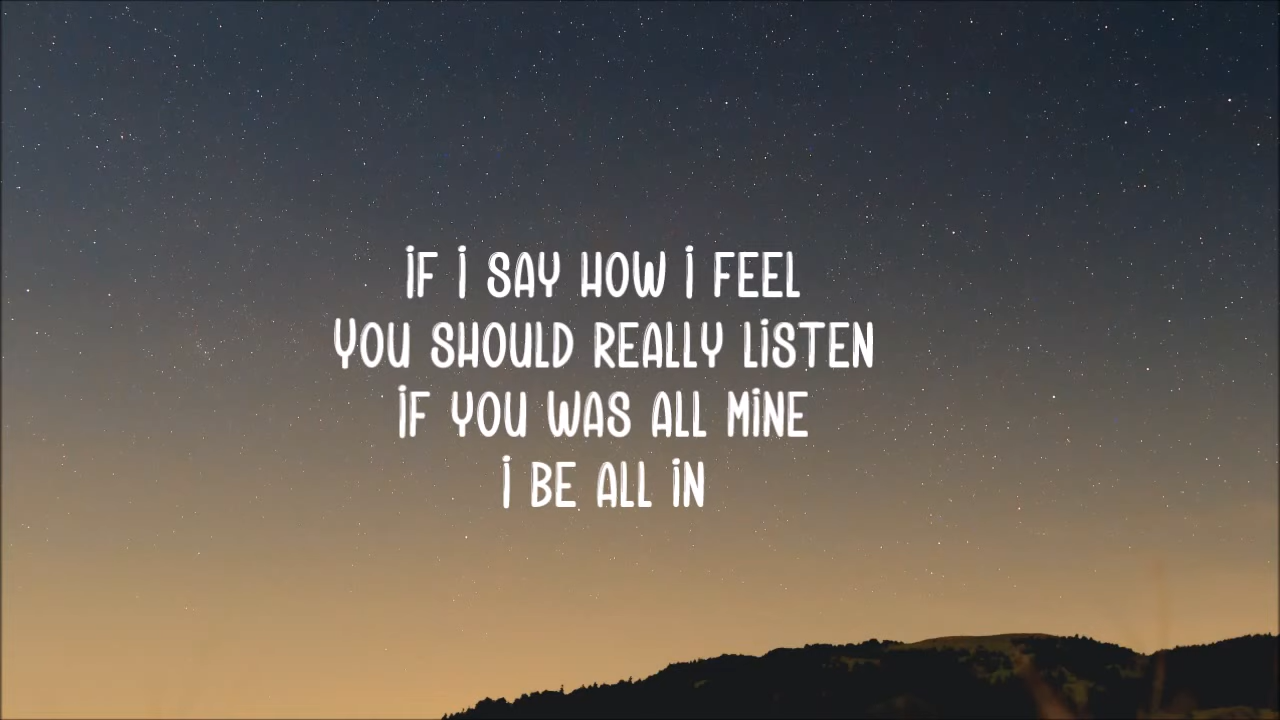 iF i SAY HOW i FEEL
YOU SHOULD REALLY LiSTEN
iF YOU WAS ALL MiNE
i BE ALL iN